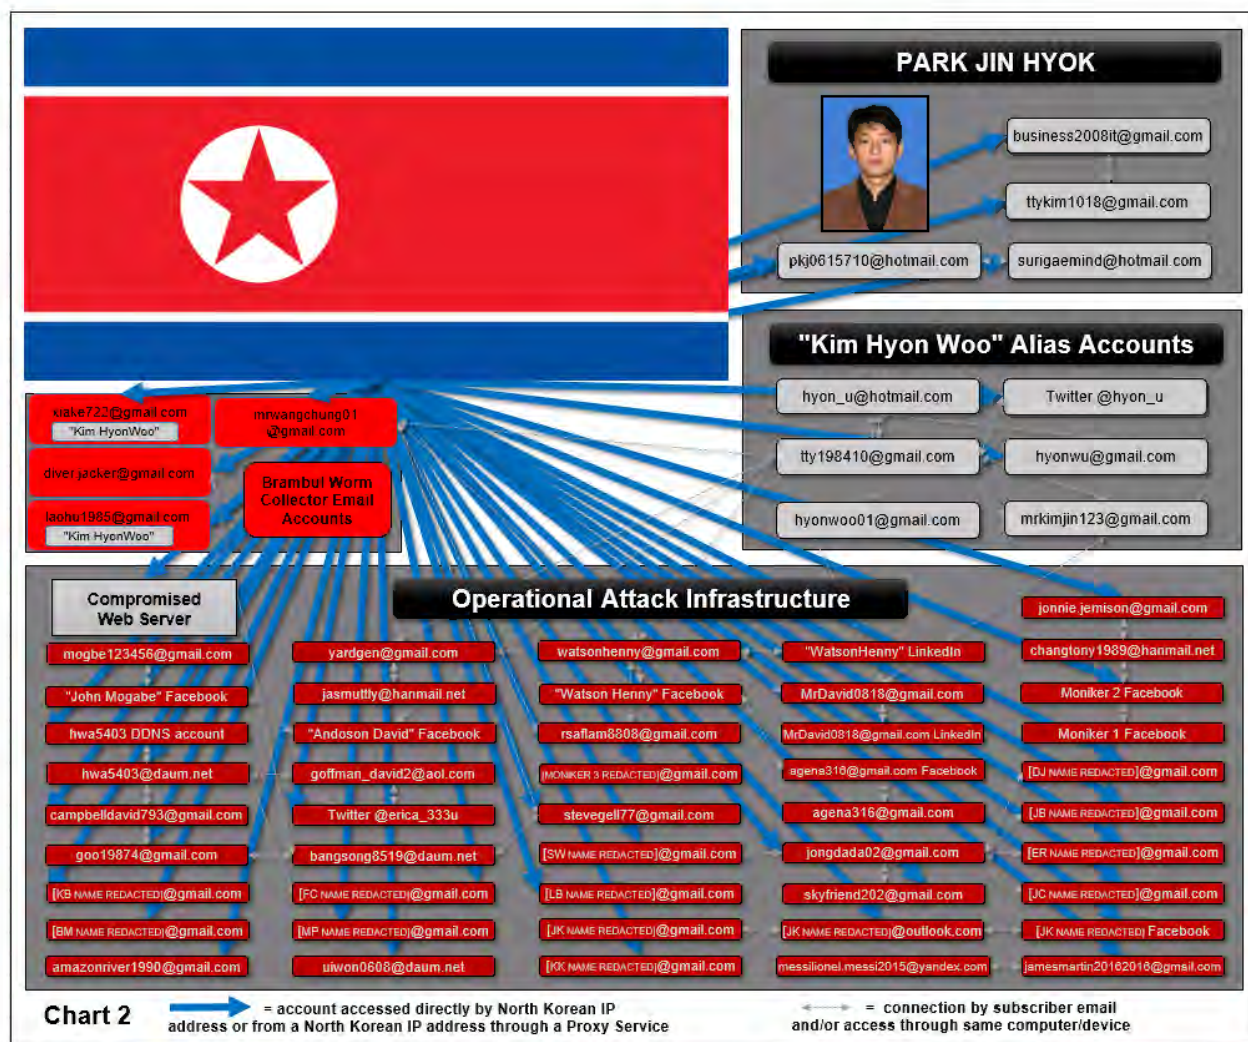 PARK JIN HYOK
business2008it@gmail.com
ttykim1018@gmail.com
pkj0615710@hotmail.com
surigaemind@hotmail.com
"Kim Hyon Woo" Alias Accounts
hyon_u@hotmail.com
Twitter @hyon_u
tty198410@gmail.com
hyonwu@gmail.com
hyonwoo01@gmail.com
mrkimjin123@gmail.com
xiake722@gmail.com
"Kim HyonWoo"
mrwangchung01
@gmail.com
diver.jacker@gmail.com
laohu1985@gmail.com
"Kim HyonWoo"
Brambul Worm
Collector Email
Accounts
Compromised
Web Server
Operational Attack Infrastructure
jonnie.jemison@gmail.com
mogbe123456@gmail.com
yardgen@gmail.com
watsonhenny@gmail.com
"WatsonHenny" LinkedIn
changtony1989@hanmail.net
"John Mogabe" Facebook
jasmuttly@hanmail.net
"Watson Henny" Facebook
MrDavid0818@gmail.com
Moniker 2 Facebook
hwa5403 DDNS account
"Andoson David" Facebook
rsaflam8808@gmail.com
MrDavid0818@gmail.com LinkedIn
Moniker 1 Facebook
hwa5403@daum.net
goffman_david2@aol.com
[MONIKER 3 REDACTED]@gmail.com
agena316@gmail.com Facebook
[DJ NAME REDACTED]@gmail.com
campbelldavid793@gmail.com
Twitter @erica_333u
stevegell77@gmail.com
agena316@gmail.com
[JB NAME REDACTED]@gmail.com
goo19874@gmail.com
bangsong8519@daum.net
[SW NAME REDACTED]@gmail.com
jongdada02@gmail.com
[ER NAME REDACTED]@gmail.com
[KB NAME REDACTED]@gmail.com
[FC NAME REDACTED]@gmail.com
[LB NAME REDACTED]@gmail.com
skyfriend202@gmail.com
[JC NAME REDACTED]@gmail.com
[BM NAME REDACTED]@gmail.com
[MP NAME REDACTED]@gmail.com
[JK NAME REDACTED]@gmail.com
[JK NAME REDACTED]@outlook.com
[JK NAME REDACTED] Facebook
amazonriver1990@gmail.com
uiwon0608@daum.net
[KK NAME REDACTED]@gmail.com
messilionel.messi2015@yandex.com
jamesmartin20162016@gmail.com
Chart 2
= account accessed directly by North Korean IP
address or from a North Korean IP address through a Proxy Service
= connection by subscriber email
and/or access through same computer/device